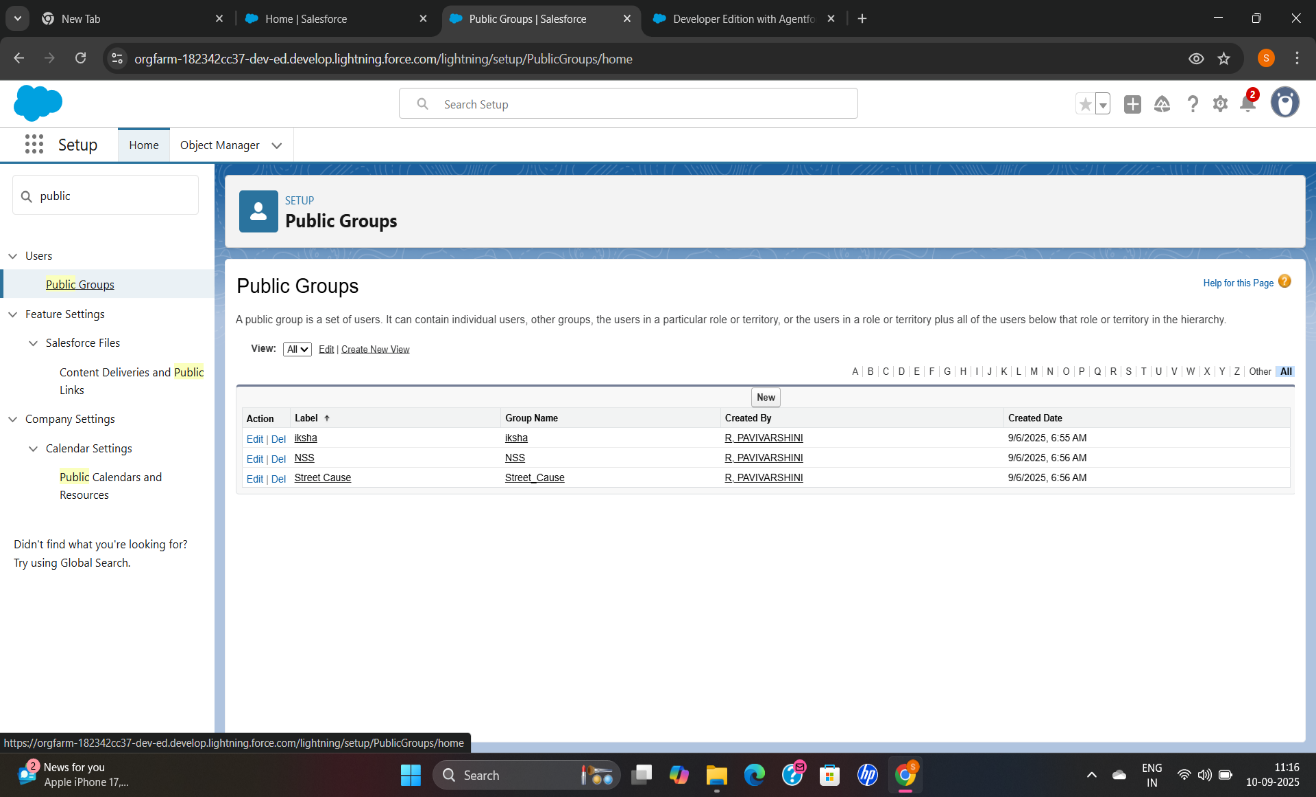 New Tab
Home | Salesforce
Public Groups | Salesforce
Developer Edition with Agentfo
orgfarm-182342cc37-dev-ed.develop.lightning.force.com/lightning/setup/PublicGroups/home
S
Search Setup
2
Setup
Home
Object Manager
public
SETUP
Public Groups
Users
Public Groups
Feature Settings
Salesforce Files
Content Deliveries and Public
Links
Company Settings
Calendar Settings
Public Calendars and
Resources
Didn't find what you're looking for?
Try using Global Search.
Public Groups
Help for this Page ?
A public group is a set of users. It can contain individual users, other groups, the users in a particular role or territory, or the users in a role or territory plus all of the users below that role or territory in the hierarchy.
View: All Edit | Create New View
A | B | C | D | E | F | G | H | I | J | K | L | M | N | O | P | Q | R | S | T | U | V | W | X | Y | Z | Other All
New
Action Label Group Name Created By Created Date
Edit | Del iksha iksha R, PAVIVARSHINI 9/6/2025, 6:55 AM
Edit | Del NSS NSS R, PAVIVARSHINI 9/6/2025, 6:56 AM
Edit | Del Street Cause Street_Cause R, PAVIVARSHINI 9/6/2025, 6:56 AM
https://orgfarm-182342cc37-dev-ed.develop.lightning.force.com/lightning/setup/PublicGroups/home
2
News for you
Apple iPhone 17,...
Search
hp
S
ENG
IN
11:16
10-09-2025